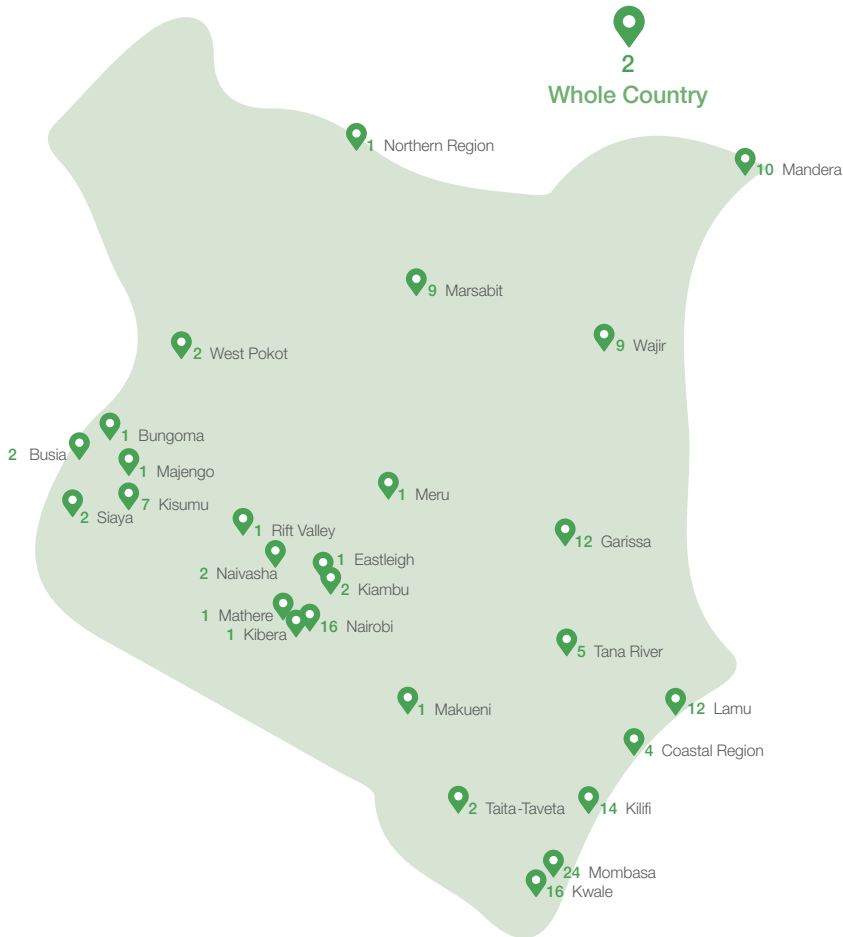 2
Whole Country
1 Northern Region
10 Mandera
9 Marsabit
9 Wajir
2 West Pokot
1 Bungoma
2 Busia
1 Majengo
1 Meru
7 Kisumu
2 Siaya
1 Rift Valley
12 Garissa
1 Eastleigh
2 Naivasha
2 Kiambu
1 Mathere
16 Nairobi
1 Kibera
5 Tana River
1 Makueni
12 Lamu
4 Coastal Region
2 Taita-Taveta
14 Kilifi
24 Mombasa
16 Kwale